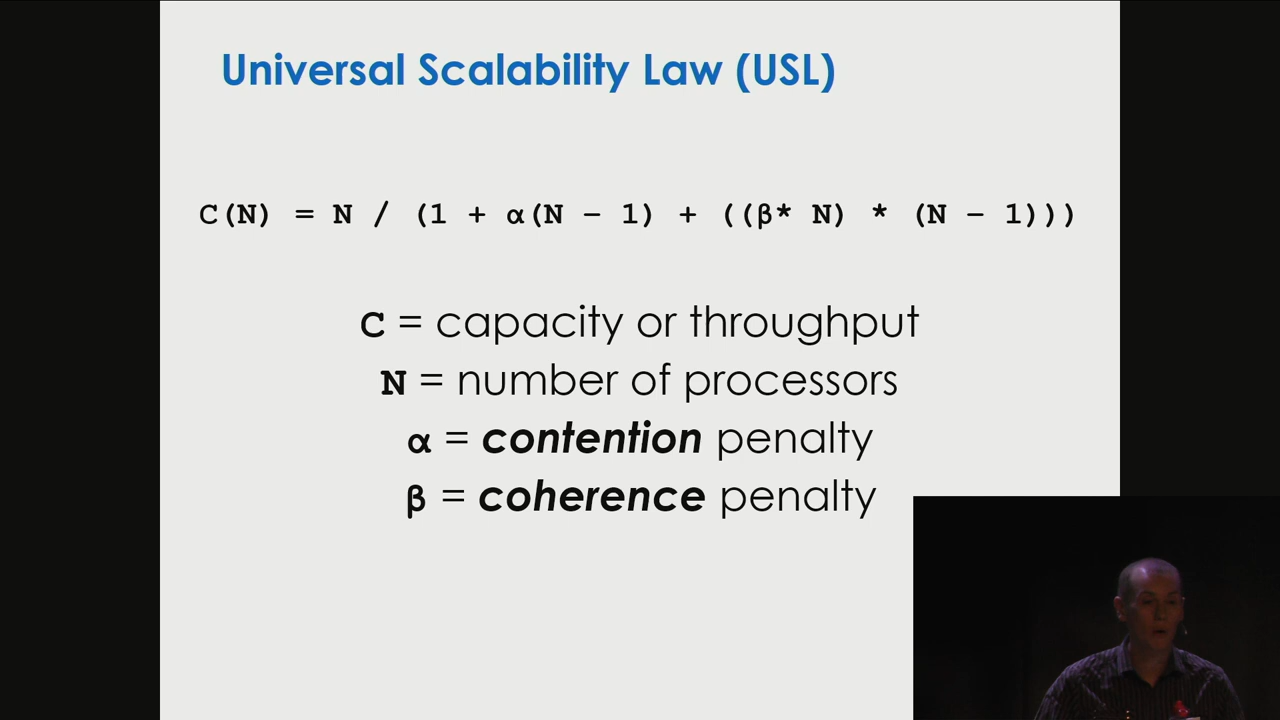 Universal Scalability Law (USL)
C(N) = N / (1 + α(N − 1) + ((β* N) * (N − 1)))
C = capacity or throughput
N = number of processors
α = contention penalty
β = coherence penalty